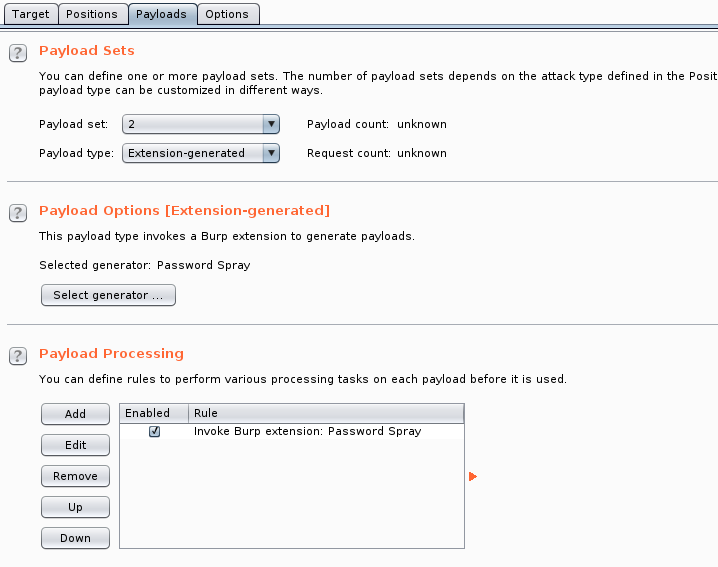 Target Positions Payloads Options
? Payload Sets
You can define one or more payload sets. The number of payload sets depends on the attack type defined in the Posit
payload type can be customized in different ways.
Payload set: 2 Payload count: unknown
Payload type: Extension-generated Request count: unknown
? Payload Options [Extension-generated]
This payload type invokes a Burp extension to generate payloads.
Selected generator: Password Spray
Select generator ...
? Payload Processing
You can define rules to perform various processing tasks on each payload before it is used.
Add Enabled Rule
Invoke Burp extension: Password Spray
Edit
Remove
Up
Down